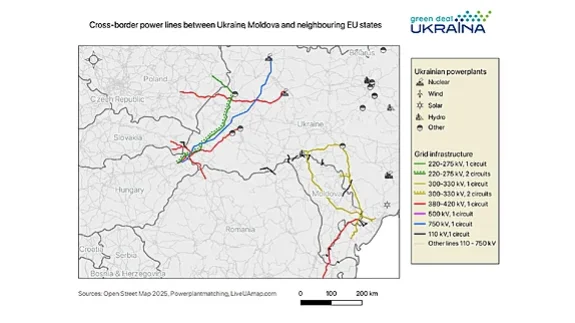 Cross-border power lines between Ukraine, Moldova and neighbouring EU states
green deal
UKRAINA
Belarus
Poland
Czech Republic
Ukraine
Slovakia
Moldova
Hungary
Romania
Croatia
Serbia
Bosnia & Herzegovina
Ukrainian powerplants
Nuclear
Wind
Solar
Hydro
Other
Grid infrastructure
220-275 kV, 1 circuit
220-275 kV, 2 circuits
300-330 kV, 1 circuit
300-330 kV, 2 circuits
380-420 kV, 1 circuit
500 kV, 1 circuit
750 kV, 1 circuit
110 kV, 1 circuit
Other lines 110 - 750 kV
Sources: Open Street Map 2025, Powerplantmatching, LiveUAmap.com
0 100 200 km